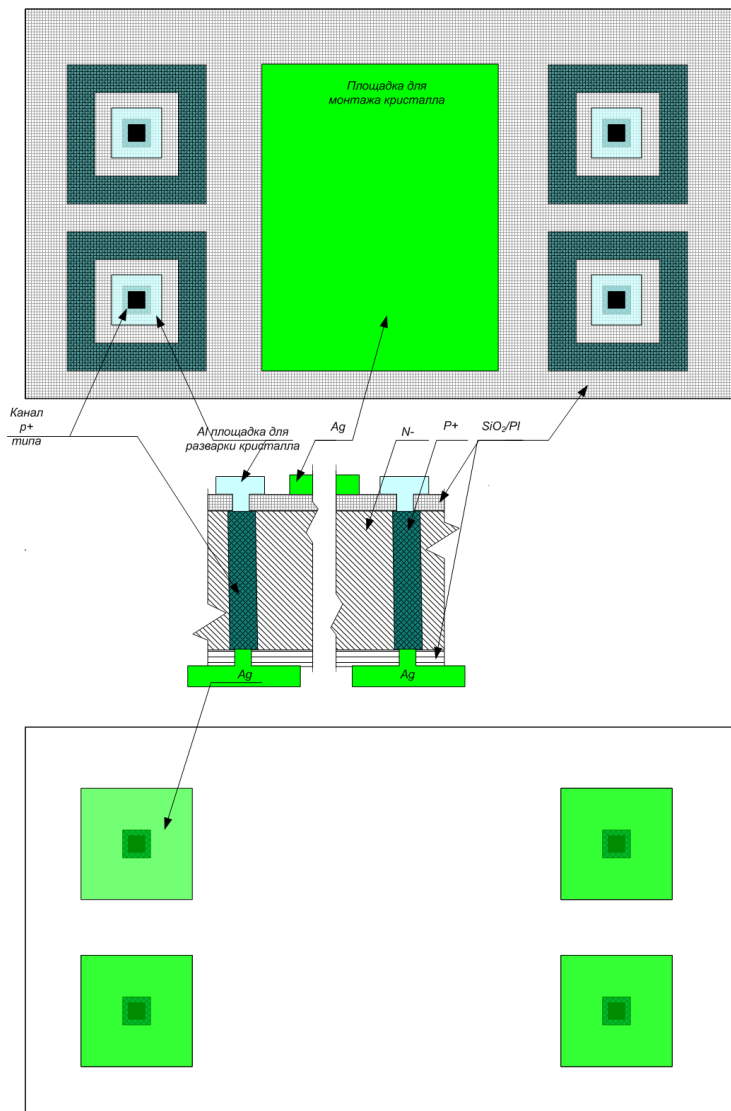 Площадка для
монтажа кристалла
Канал
p+
типа
Al площадка для
разварки кристалла
Ag
N-
P+
SiO₂/PI
Ag
Ag